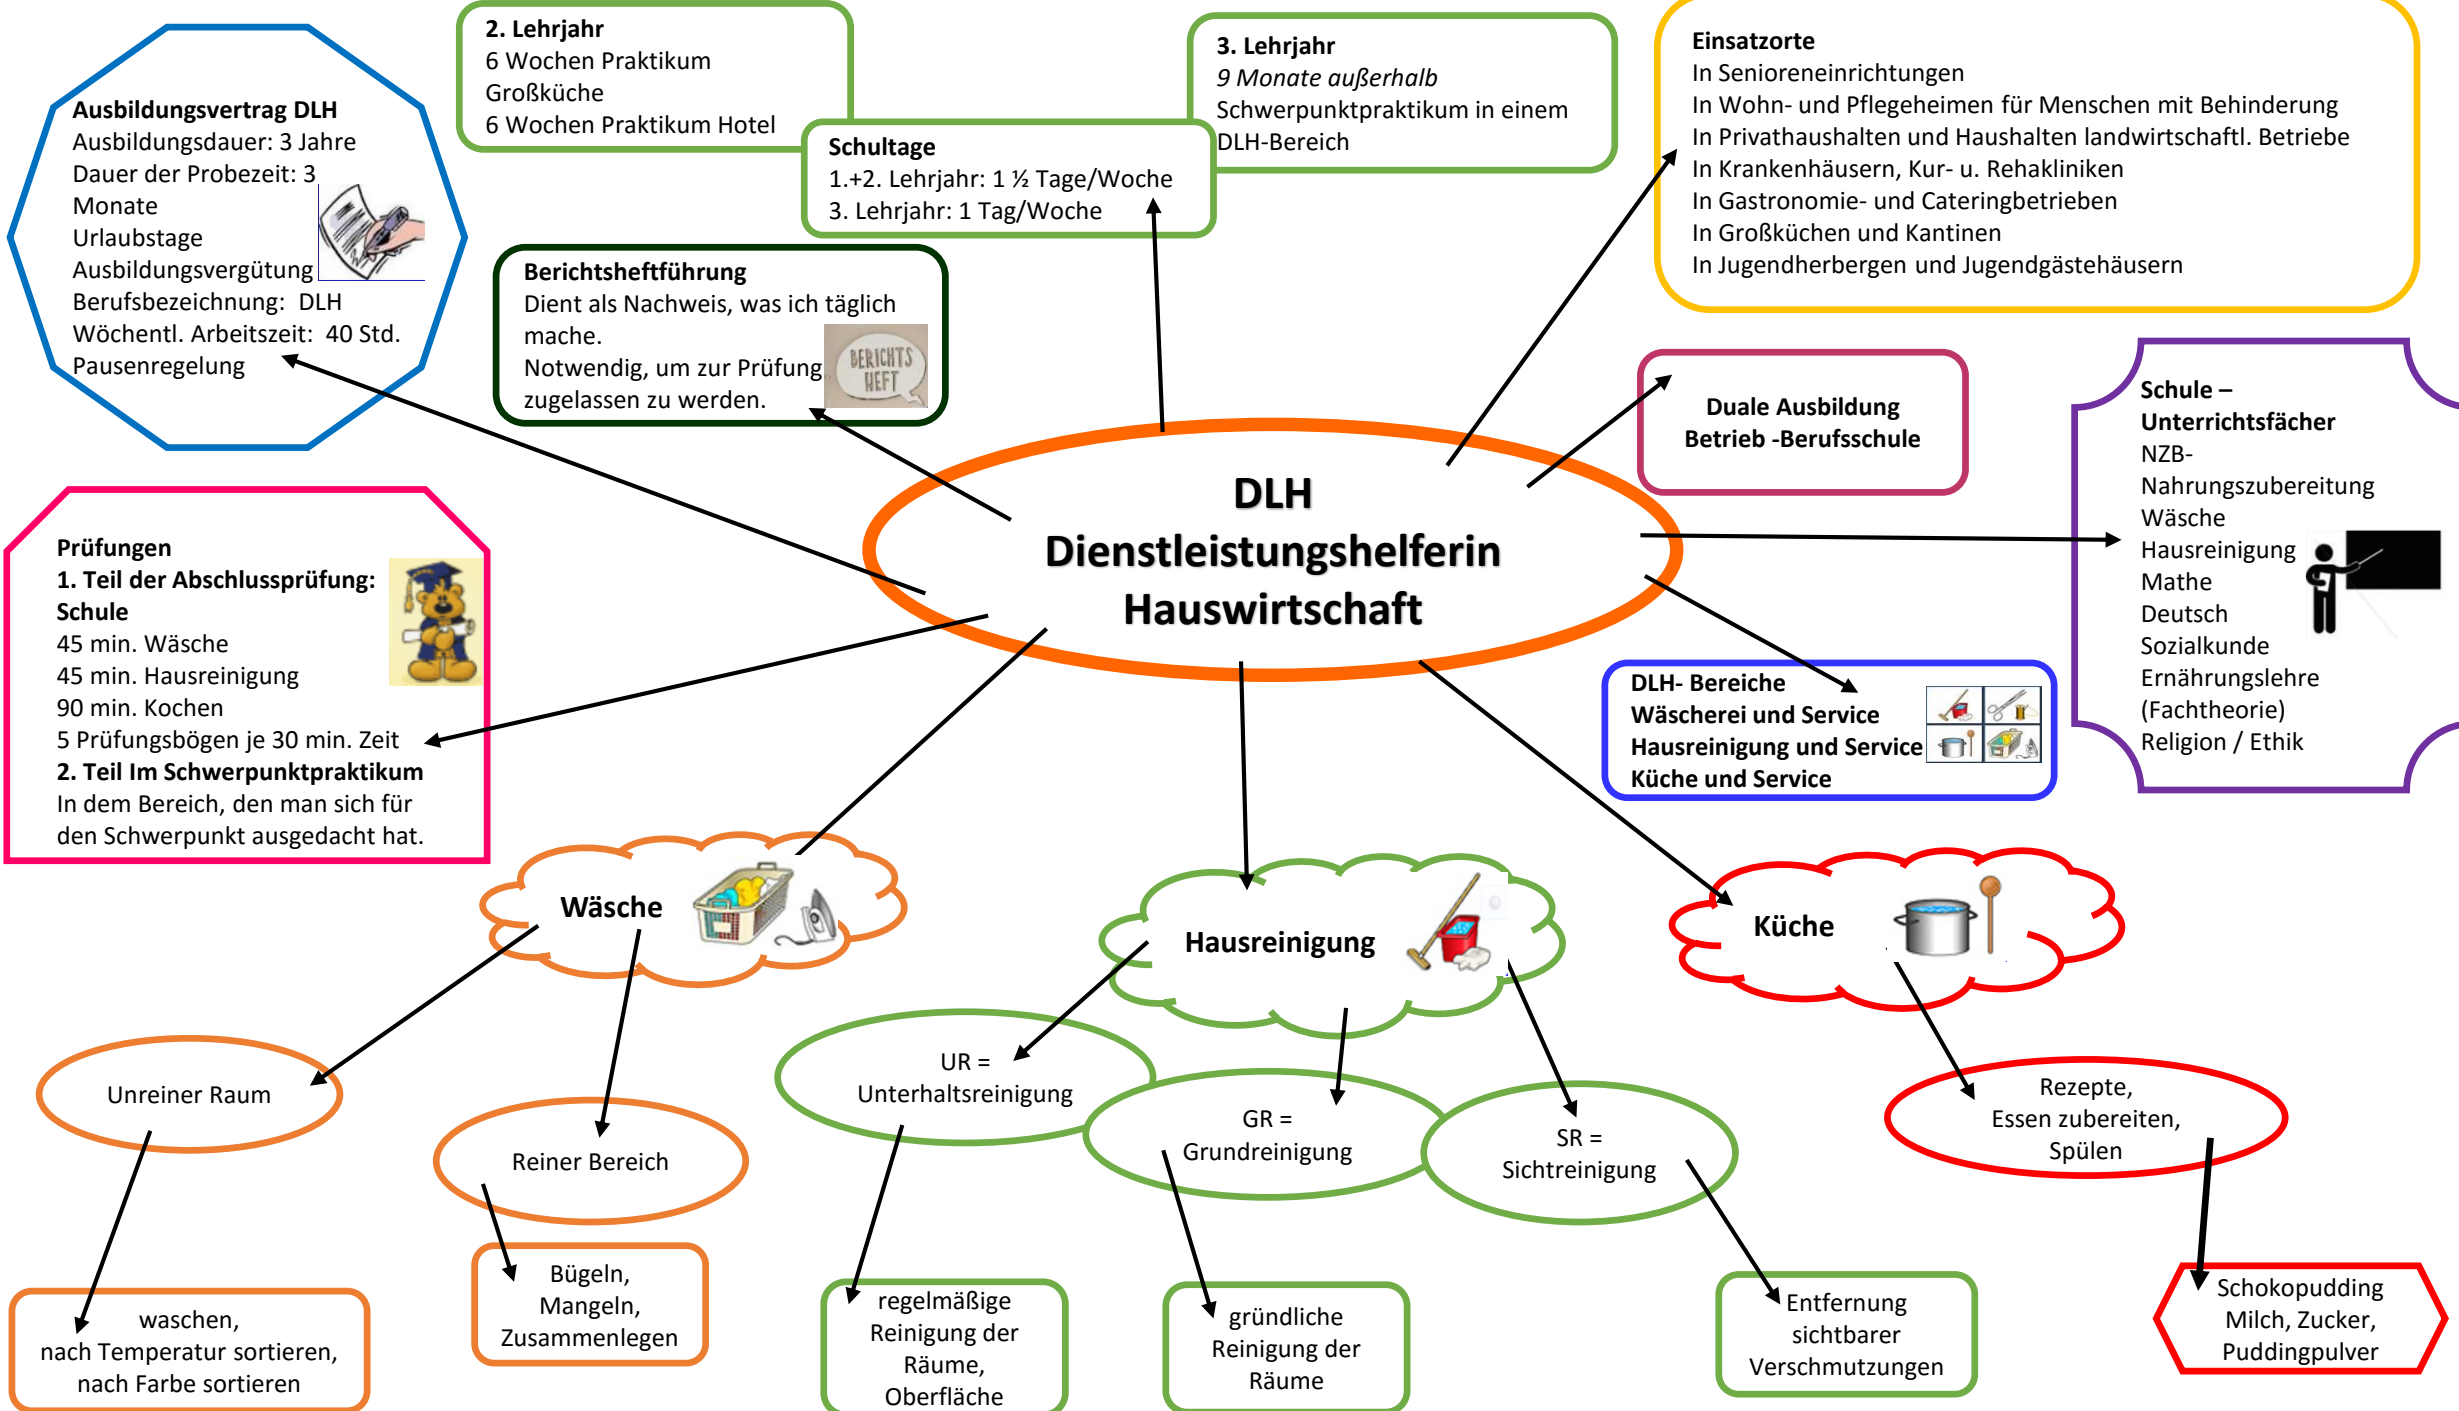 2. Lehrjahr
6 Wochen Praktikum
Großküche
6 Wochen Praktikum Hotel
3. Lehrjahr
9 Monate außerhalb
Schwerpunktpraktikum in einem
DLH-Bereich
Einsatzorte
In Senioreneinrichtungen
In Wohn- und Pflegeheimen für Menschen mit Behinderung
In Privathaushalten und Haushalten landwirtschaftl. Betriebe
In Krankenhäusern, Kur- u. Rehakliniken
In Gastronomie- und Cateringbetrieben
In Großküchen und Kantinen
In Jugendherbergen und Jugendgästehäusern
Ausbildungsvertrag DLH
Ausbildungsdauer: 3 Jahre
Dauer der Probezeit: 3
Monate
Urlaubstage
Ausbildungsvergütung
Berufsbezeichnung: DLH
Wöchentl. Arbeitszeit: 40 Std.
Pausenregelung
Schultage
1.+2. Lehrjahr: 1 ½ Tage/Woche
3. Lehrjahr: 1 Tag/Woche
Berichtsheftführung
Dient als Nachweis, was ich täglich
mache.
Notwendig, um zur Prüfung
zugelassen zu werden.
BERICHTS
HEFT
Duale Ausbildung
Betrieb -Berufsschule
Schule –
Unterrichtsfächer
NZB-
Nahrungszubereitung
Wäsche
Hausreinigung
Mathe
Deutsch
Sozialkunde
Ernährungslehre
(Fachtheorie)
Religion / Ethik
DLH
Dienstleistungshelferin
Hauswirtschaft
Prüfungen
1. Teil der Abschlussprüfung:
Schule
45 min. Wäsche
45 min. Hausreinigung
90 min. Kochen
5 Prüfungsbögen je 30 min. Zeit
2. Teil Im Schwerpunktpraktikum
In dem Bereich, den man sich für
den Schwerpunkt ausgedacht hat.
DLH- Bereiche
Wäscherei und Service
Hausreinigung und Service
Küche und Service
Wäsche
Hausreinigung
Küche
Unreiner Raum
Reiner Bereich
UR =
Unterhaltsreinigung
GR =
Grundreinigung
SR =
Sichtreinigung
Rezepte,
Essen zubereiten,
Spülen
waschen,
nach Temperatur sortieren,
nach Farbe sortieren
Bügeln,
Mangeln,
Zusammenlegen
regelmäßige
Reinigung der
Räume,
Oberfläche
gründliche
Reinigung der
Räume
Entfernung
sichtbarer
Verschmutzungen
Schokopudding
Milch, Zucker,
Puddingpulver